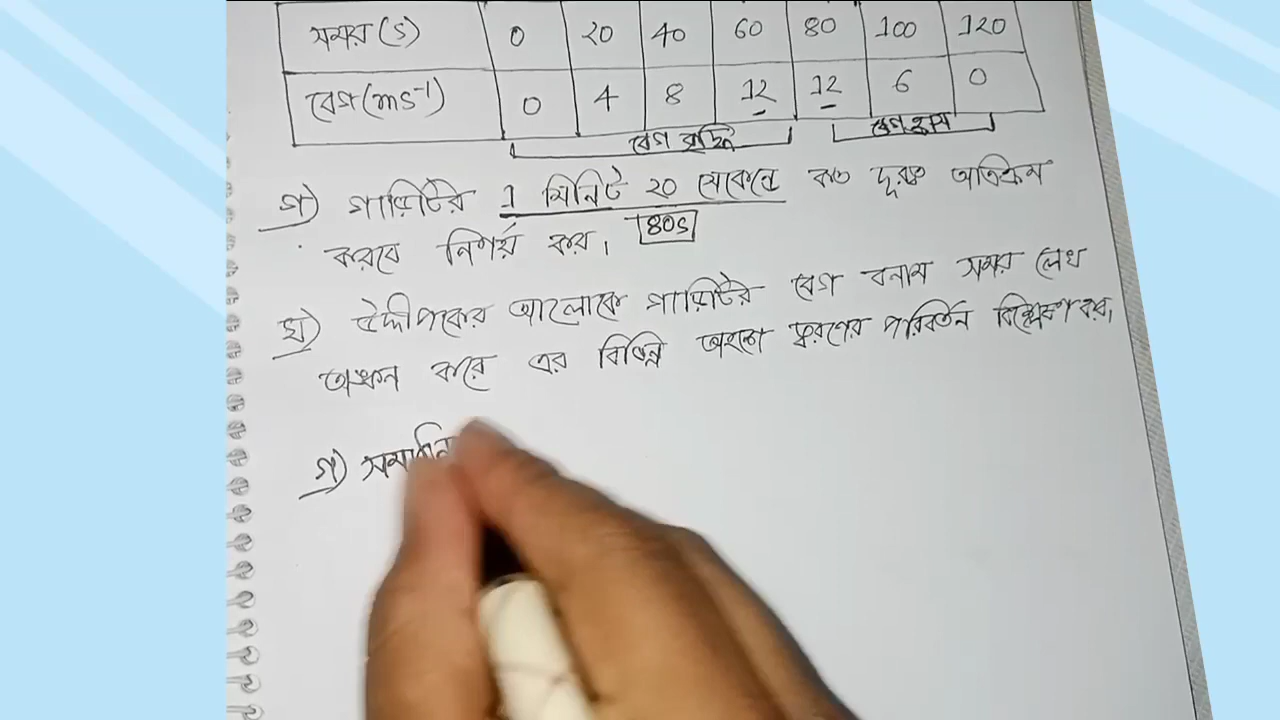 সময় (s) 0 20 40 60 80 100 120
বেগ (ms⁻¹) 0 4 8 12 12 6 0
বেগ বৃদ্ধি বেগ হ্রাস
গ) গাড়িটির 1 মিনিট 20 সেকেন্ডে কত দূরত্ব অতিক্রম
করবে নির্ণয় কর। 80s
ঘ) উদ্দীপকের আলোকে গাড়িটির বেগ বনাম সময় লেখ
অঙ্কন করে এর বিভিন্ন অংশে ত্বরণের পরিবর্তন বিশ্লেষণ কর।
গ)